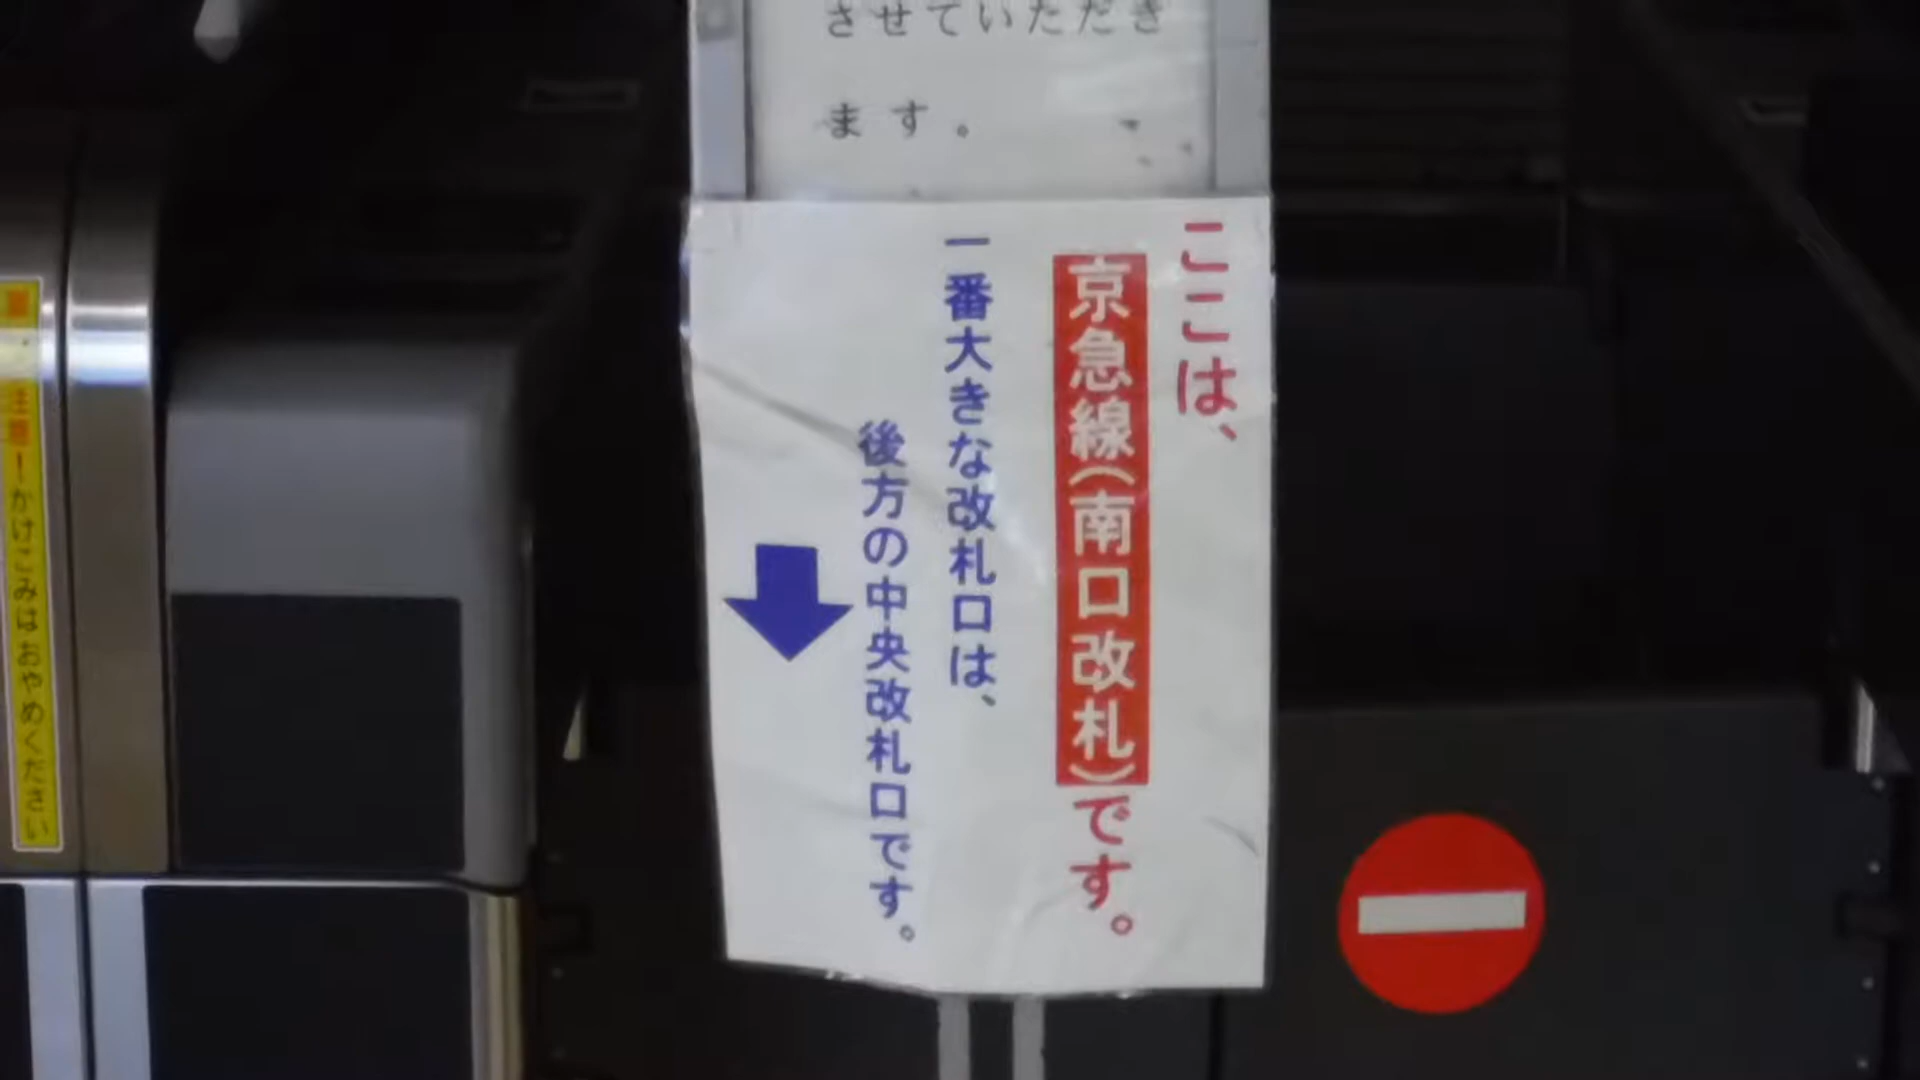 させていただき
ます。
ここは、
京急線(南口改札)です。
一番大きな改札口は、
後方の中央改札口です。
注意!かけこみはおやめください